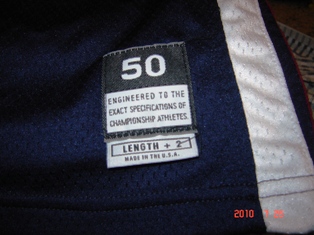 50
ENGINEERED TO THE
EXACT SPECIFICATIONS OF
CHAMPIONSHIP ATHLETES.
LENGTH + 2
MADE IN THE U.S.A.
2010